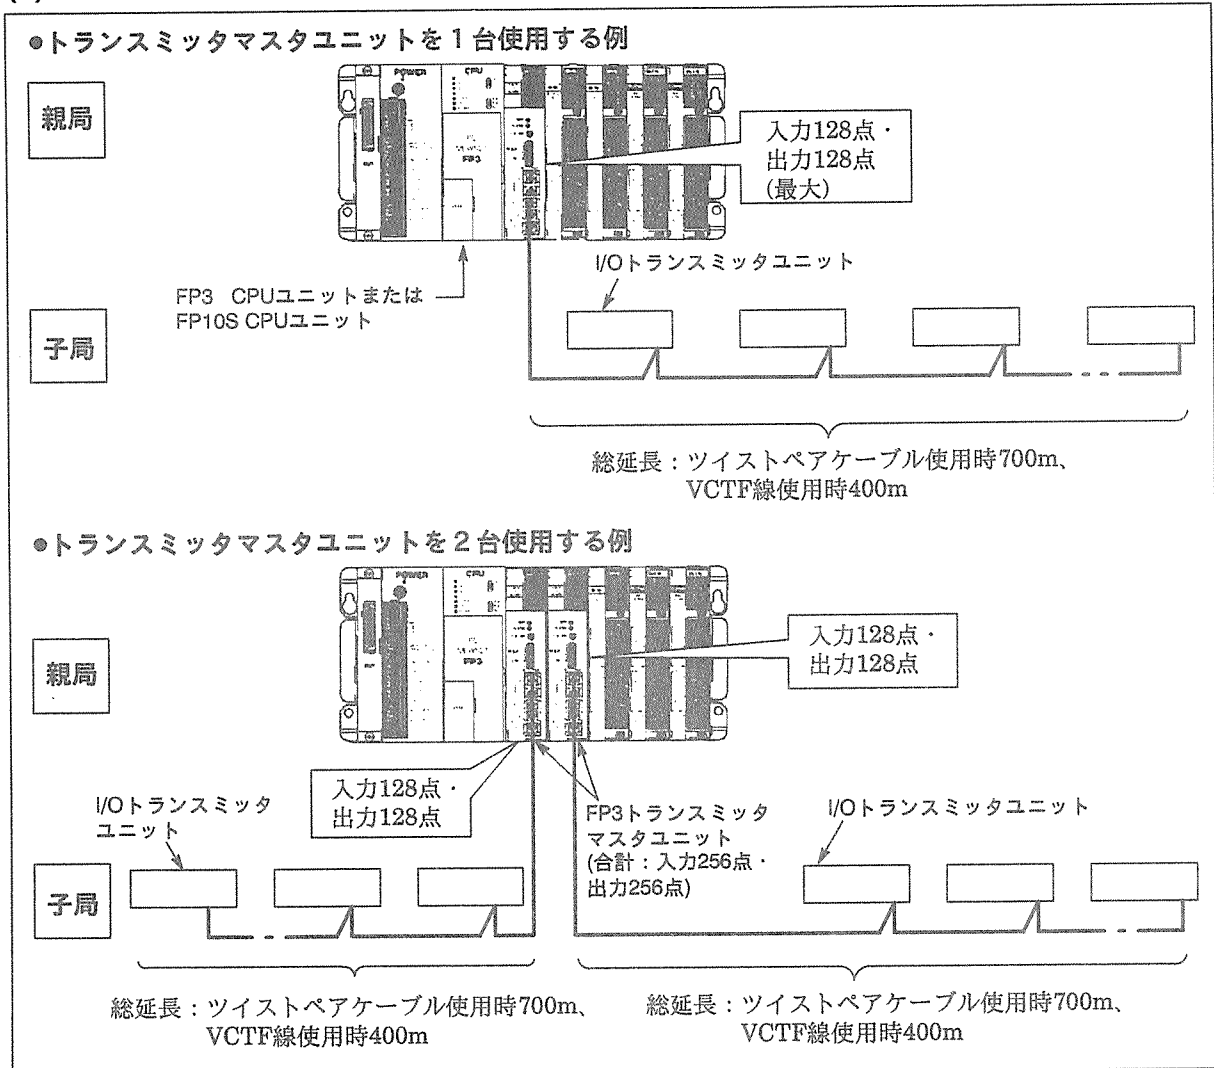 ●トランスミッタマスタユニットを1台使用する例
親局
POWER
CPU
FP3
入力128点・
出力128点
(最大)
I/Oトランスミッタユニット
FP3 CPUユニットまたは
FP10S CPUユニット
子局
総延長：ツイストペアケーブル使用時700m、
VCTF線使用時400m
●トランスミッタマスタユニットを2台使用する例
POWER
CPU
FP3
親局
入力128点・
出力128点
入力128点・
出力128点
I/Oトランスミッタ
ユニット
FP3トランスミッタ
マスタユニット
(合計：入力256点・
出力256点)
I/Oトランスミッタユニット
子局
総延長：ツイストペアケーブル使用時700m、
VCTF線使用時400m
総延長：ツイストペアケーブル使用時700m、
VCTF線使用時400m